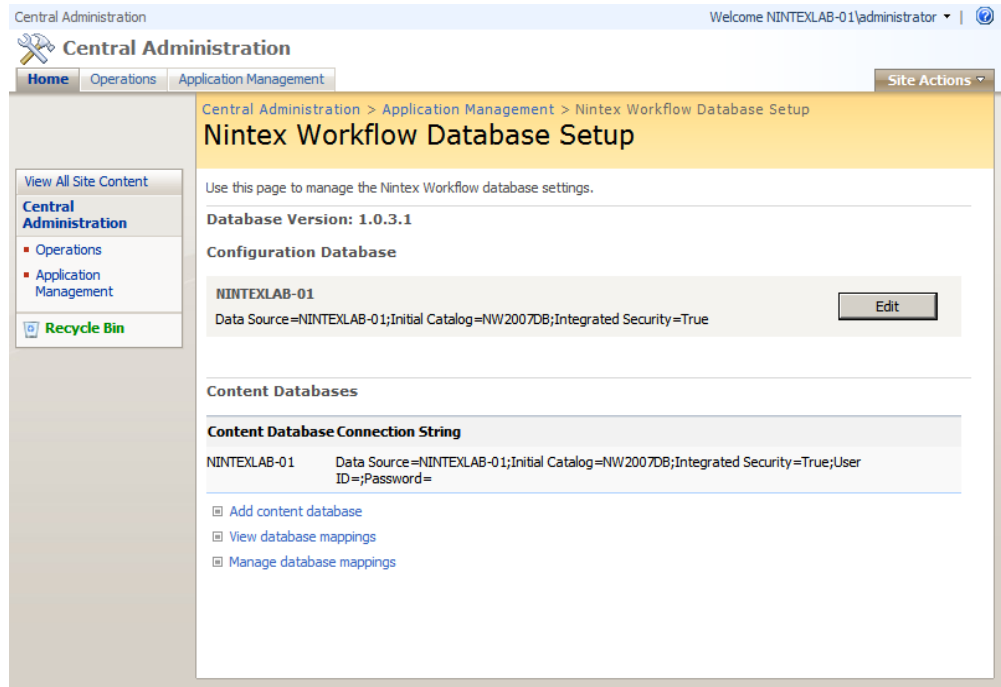 Central Administration
Welcome NINTEXLAB-01\administrator
Central Administration
Home Operations Application Management
Site Actions
Central Administration > Application Management > Nintex Workflow Database Setup
Nintex Workflow Database Setup
View All Site Content
Central
Administration
Operations
Application
Management
Recycle Bin
Use this page to manage the Nintex Workflow database settings.
Database Version: 1.0.3.1
Configuration Database
NINTEXLAB-01
Data Source=NINTEXLAB-01;Initial Catalog=NW2007DB;Integrated Security=True
Edit
Content Databases
Content Database Connection String
NINTEXLAB-01 Data Source=NINTEXLAB-01;Initial Catalog=NW2007DB;Integrated Security=True;User
ID=;Password=
Add content database
View database mappings
Manage database mappings